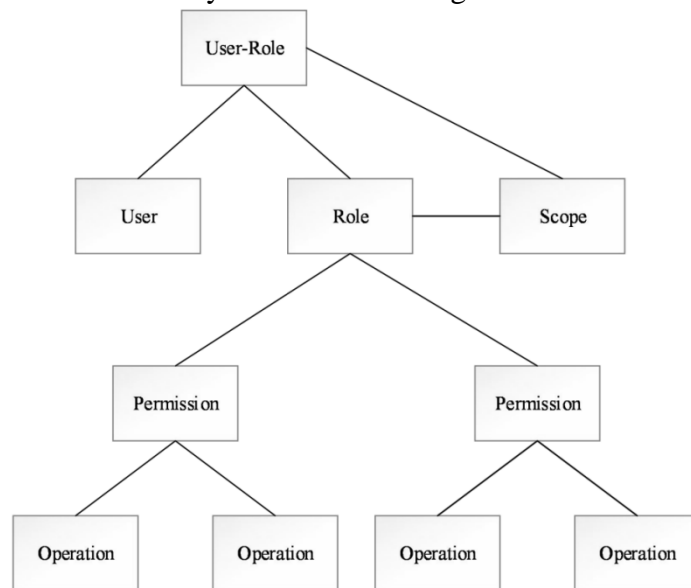 User-Role
User
Role
Scope
Permission
Permission
Operation
Operation
Operation
Operation